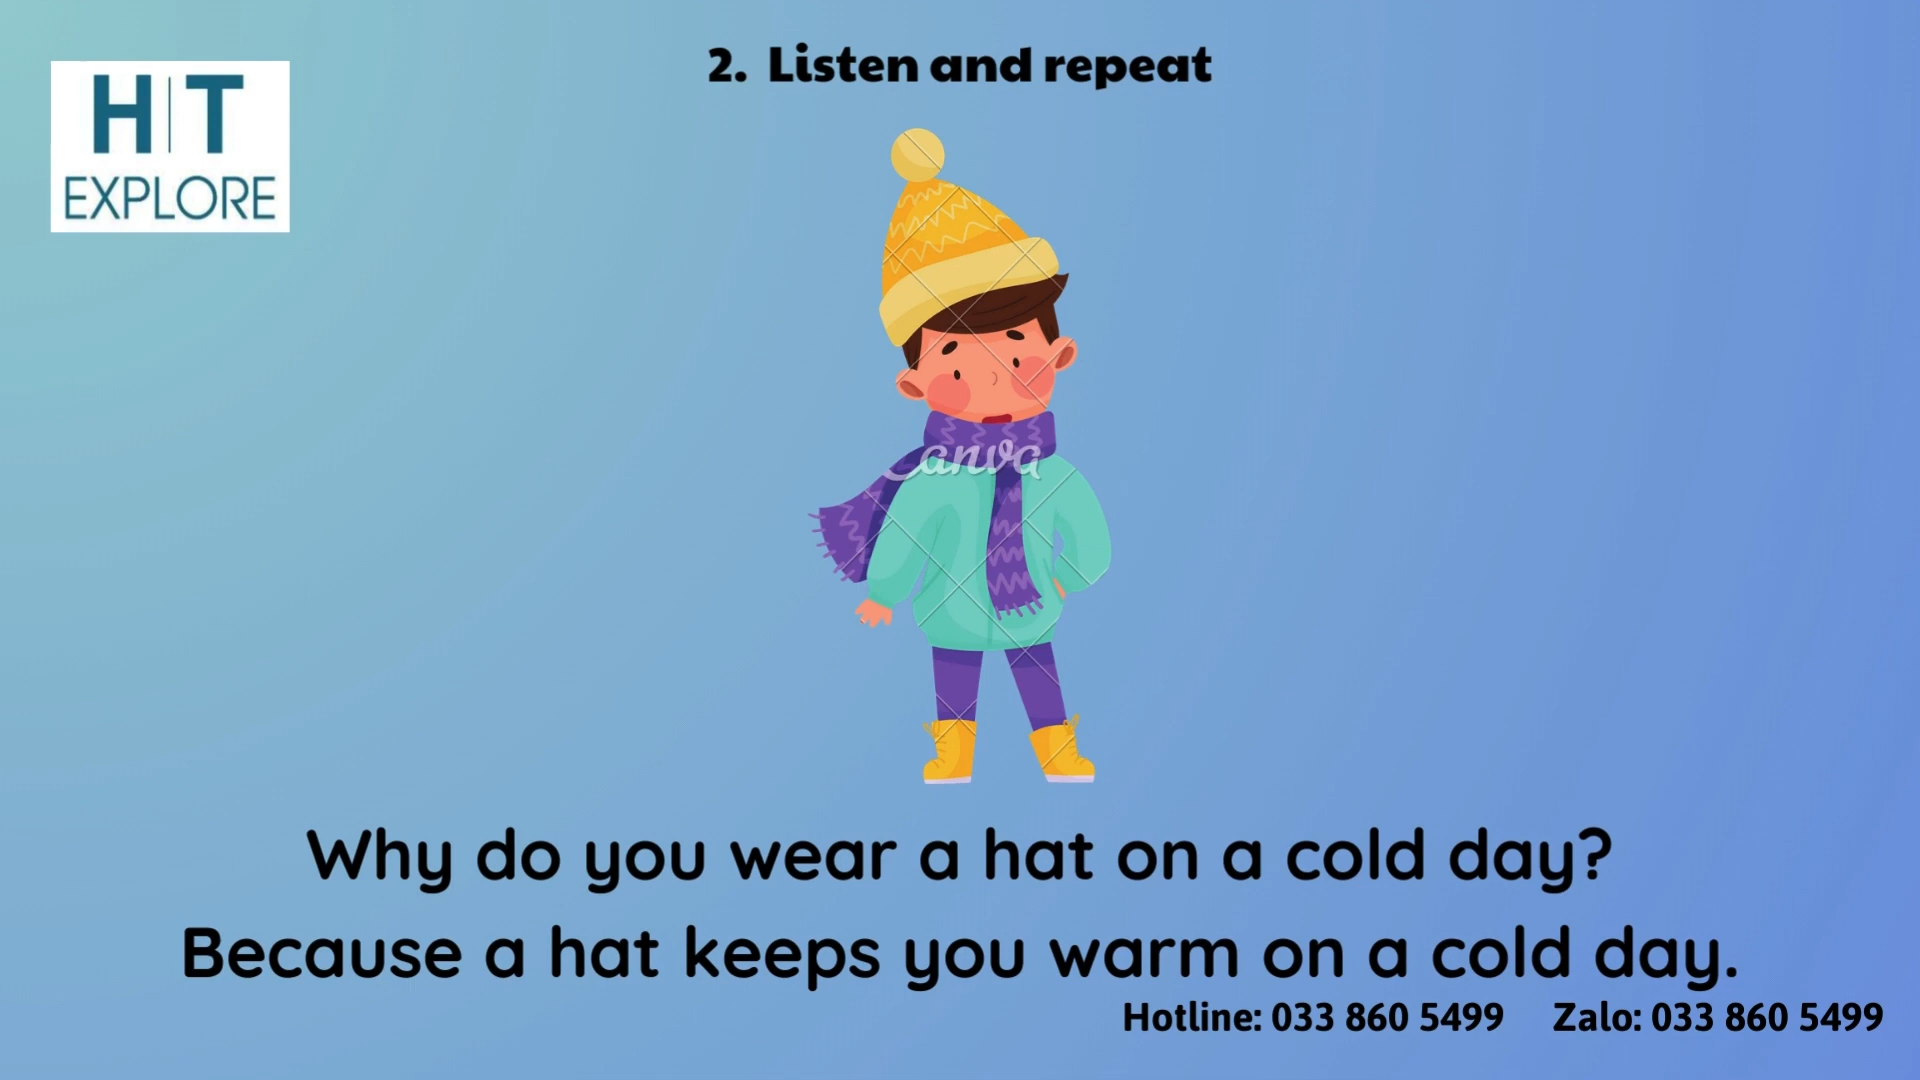 2. Listen and repeat
H|T
EXPLORE
Canva
Why do you wear a hat on a cold day?
Because a hat keeps you warm on a cold day.
Hotline: 033 860 5499 Zalo: 033 860 5499